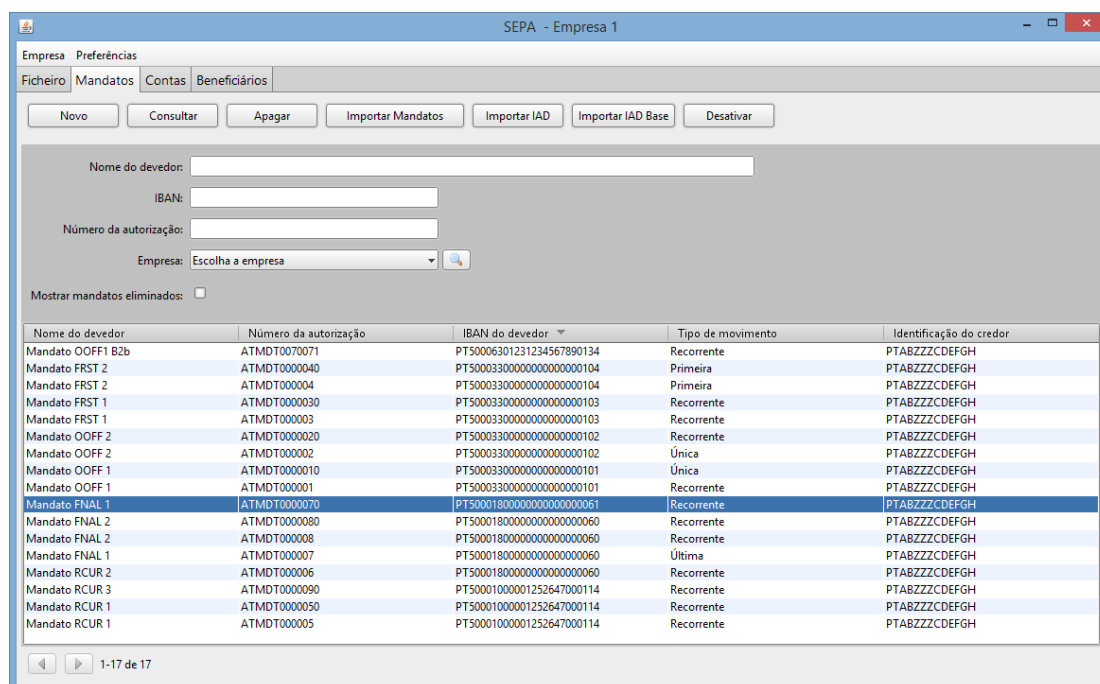 SEPA - Empresa 1
Empresa Preferências
Ficheiro Mandatos Contas Beneficiários
Novo Consultar Apagar Importar Mandatos Importar IAD Importar IAD Base Desativar
Nome do devedor:
IBAN:
Número da autorização:
Empresa: Escolha a empresa
Mostrar mandatos eliminados:
Nome do devedor Número da autorização IBAN do devedor Tipo de movimento Identificação do credor
Mandato OOFF1 B2b ATMDT0070071 PT50006301231234567890134 Recorrente PTABZZZCDEFGH
Mandato FRST 2 ATMDT0000040 PT50003300000000000000104 Primeira PTABZZZCDEFGH
Mandato FRST 2 ATMDT000004 PT50003300000000000000104 Primeira PTABZZZCDEFGH
Mandato FRST 1 ATMDT0000030 PT50003300000000000000103 Recorrente PTABZZZCDEFGH
Mandato FRST 1 ATMDT000003 PT50003300000000000000103 Recorrente PTABZZZCDEFGH
Mandato OOFF 2 ATMDT0000020 PT50003300000000000000102 Recorrente PTABZZZCDEFGH
Mandato OOFF 2 ATMDT000002 PT50003300000000000000102 Única PTABZZZCDEFGH
Mandato OOFF 1 ATMDT0000010 PT50003300000000000000101 Única PTABZZZCDEFGH
Mandato OOFF 1 ATMDT000001 PT50003300000000000000101 Recorrente PTABZZZCDEFGH
Mandato FNAL 1 ATMDT0000070 PT50001800000000000000061 Recorrente PTABZZZCDEFGH
Mandato FNAL 2 ATMDT0000080 PT50001800000000000000060 Recorrente PTABZZZCDEFGH
Mandato FNAL 2 ATMDT000008 PT50001800000000000000060 Recorrente PTABZZZCDEFGH
Mandato FNAL 1 ATMDT000007 PT50001800000000000000060 Última PTABZZZCDEFGH
Mandato RCUR 2 ATMDT000006 PT50001800000000000000060 Recorrente PTABZZZCDEFGH
Mandato RCUR 3 ATMDT0000090 PT50001000001252647000114 Recorrente PTABZZZCDEFGH
Mandato RCUR 1 ATMDT0000050 PT50001000001252647000114 Recorrente PTABZZZCDEFGH
Mandato RCUR 1 ATMDT000005 PT50001000001252647000114 Recorrente PTABZZZCDEFGH
1-17 de 17